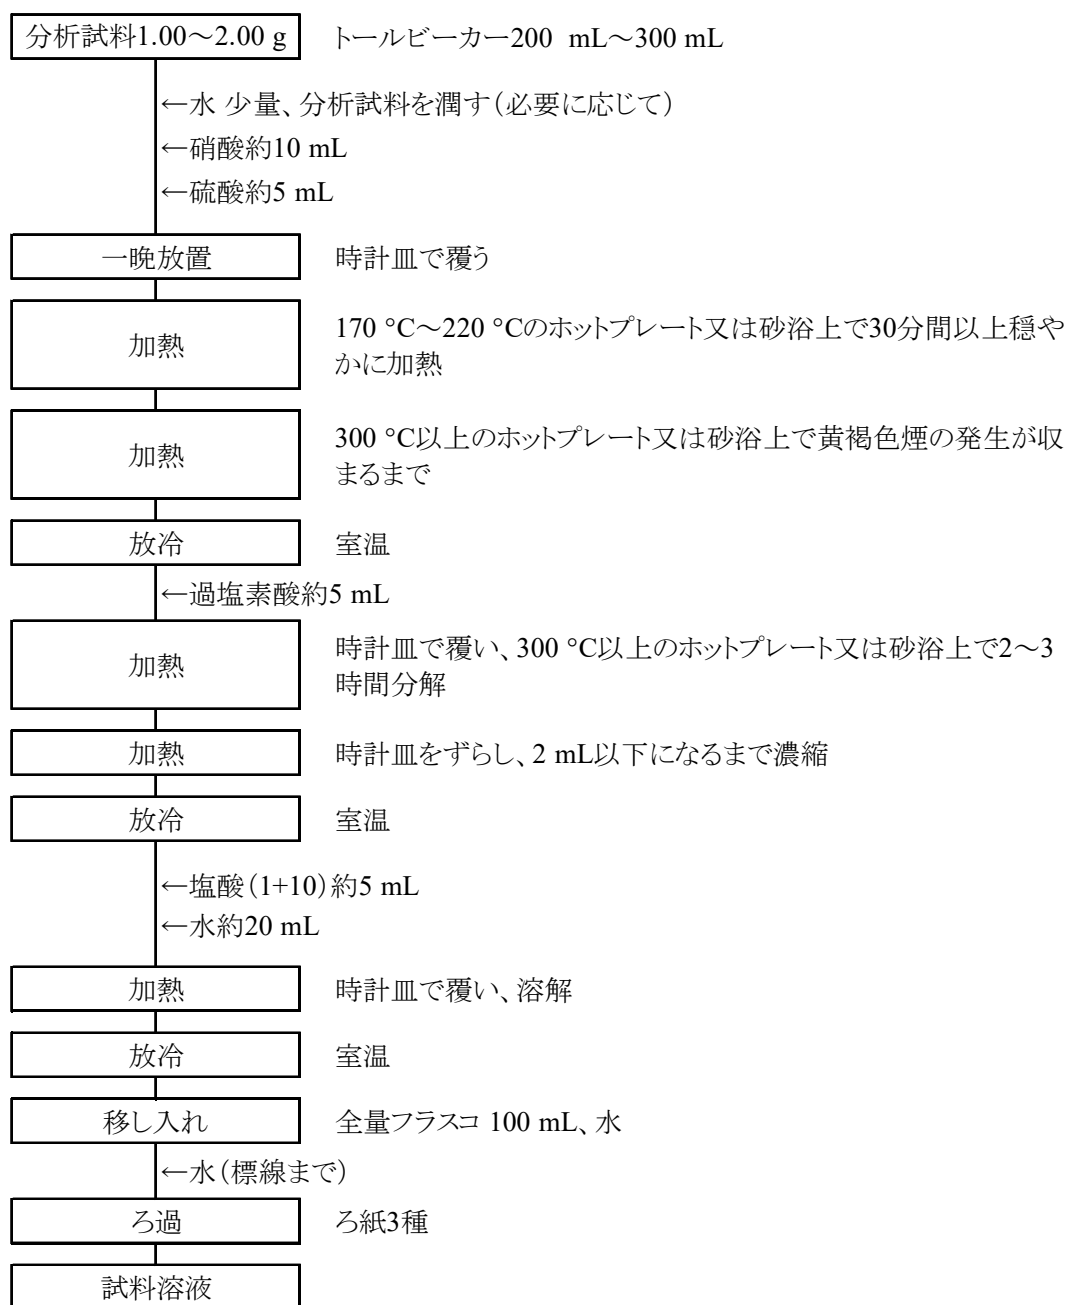 分析試料1.00～2.00 g
トールビーカー200 mL～300 mL
←水 少量、分析試料を潤す（必要に応じて）
←硝酸約10 mL
←硫酸約5 mL
一晩放置
時計皿で覆う
加熱
170 °C～220 °Cのホットプレート又は砂浴上で30分間以上穏や
かに加熱
加熱
300 °C以上のホットプレート又は砂浴上で黄褐色煙の発生が収
まるまで
放冷
室温
←過塩素酸約5 mL
加熱
時計皿で覆い、300 °C以上のホットプレート又は砂浴上で2～3
時間分解
加熱
時計皿をずらし、2 mL以下になるまで濃縮
放冷
室温
←塩酸（1+10）約5 mL
←水約20 mL
加熱
時計皿で覆い、溶解
放冷
室温
移し入れ
全量フラスコ 100 mL、水
←水（標線まで）
ろ過
ろ紙3種
試料溶液